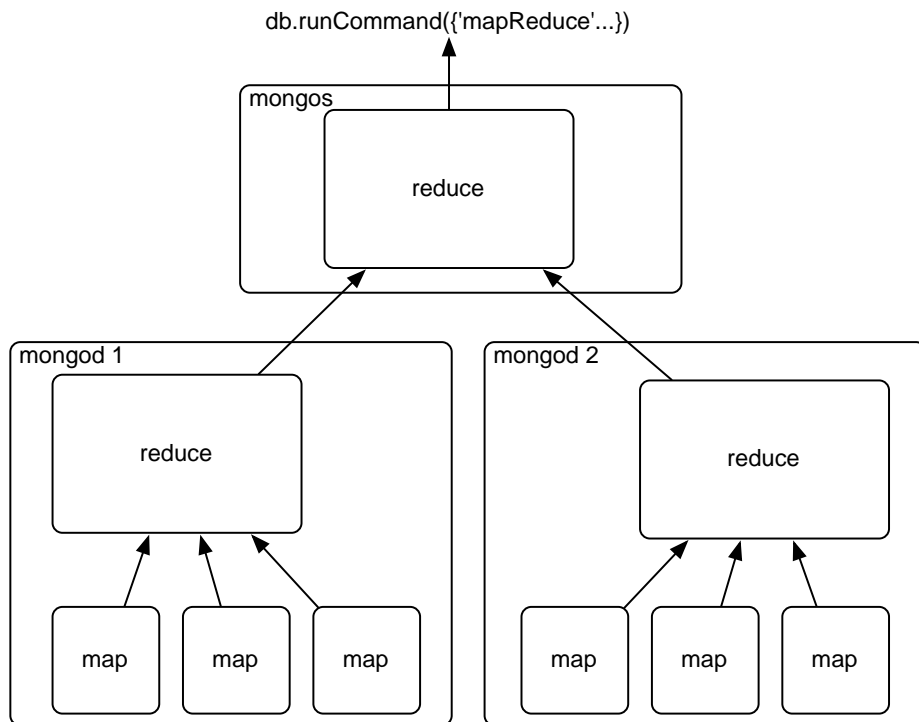 db.runCommand({'mapReduce'...})
mongos
reduce
mongod 1
reduce
map
map
map
mongod 2
reduce
map
map
map